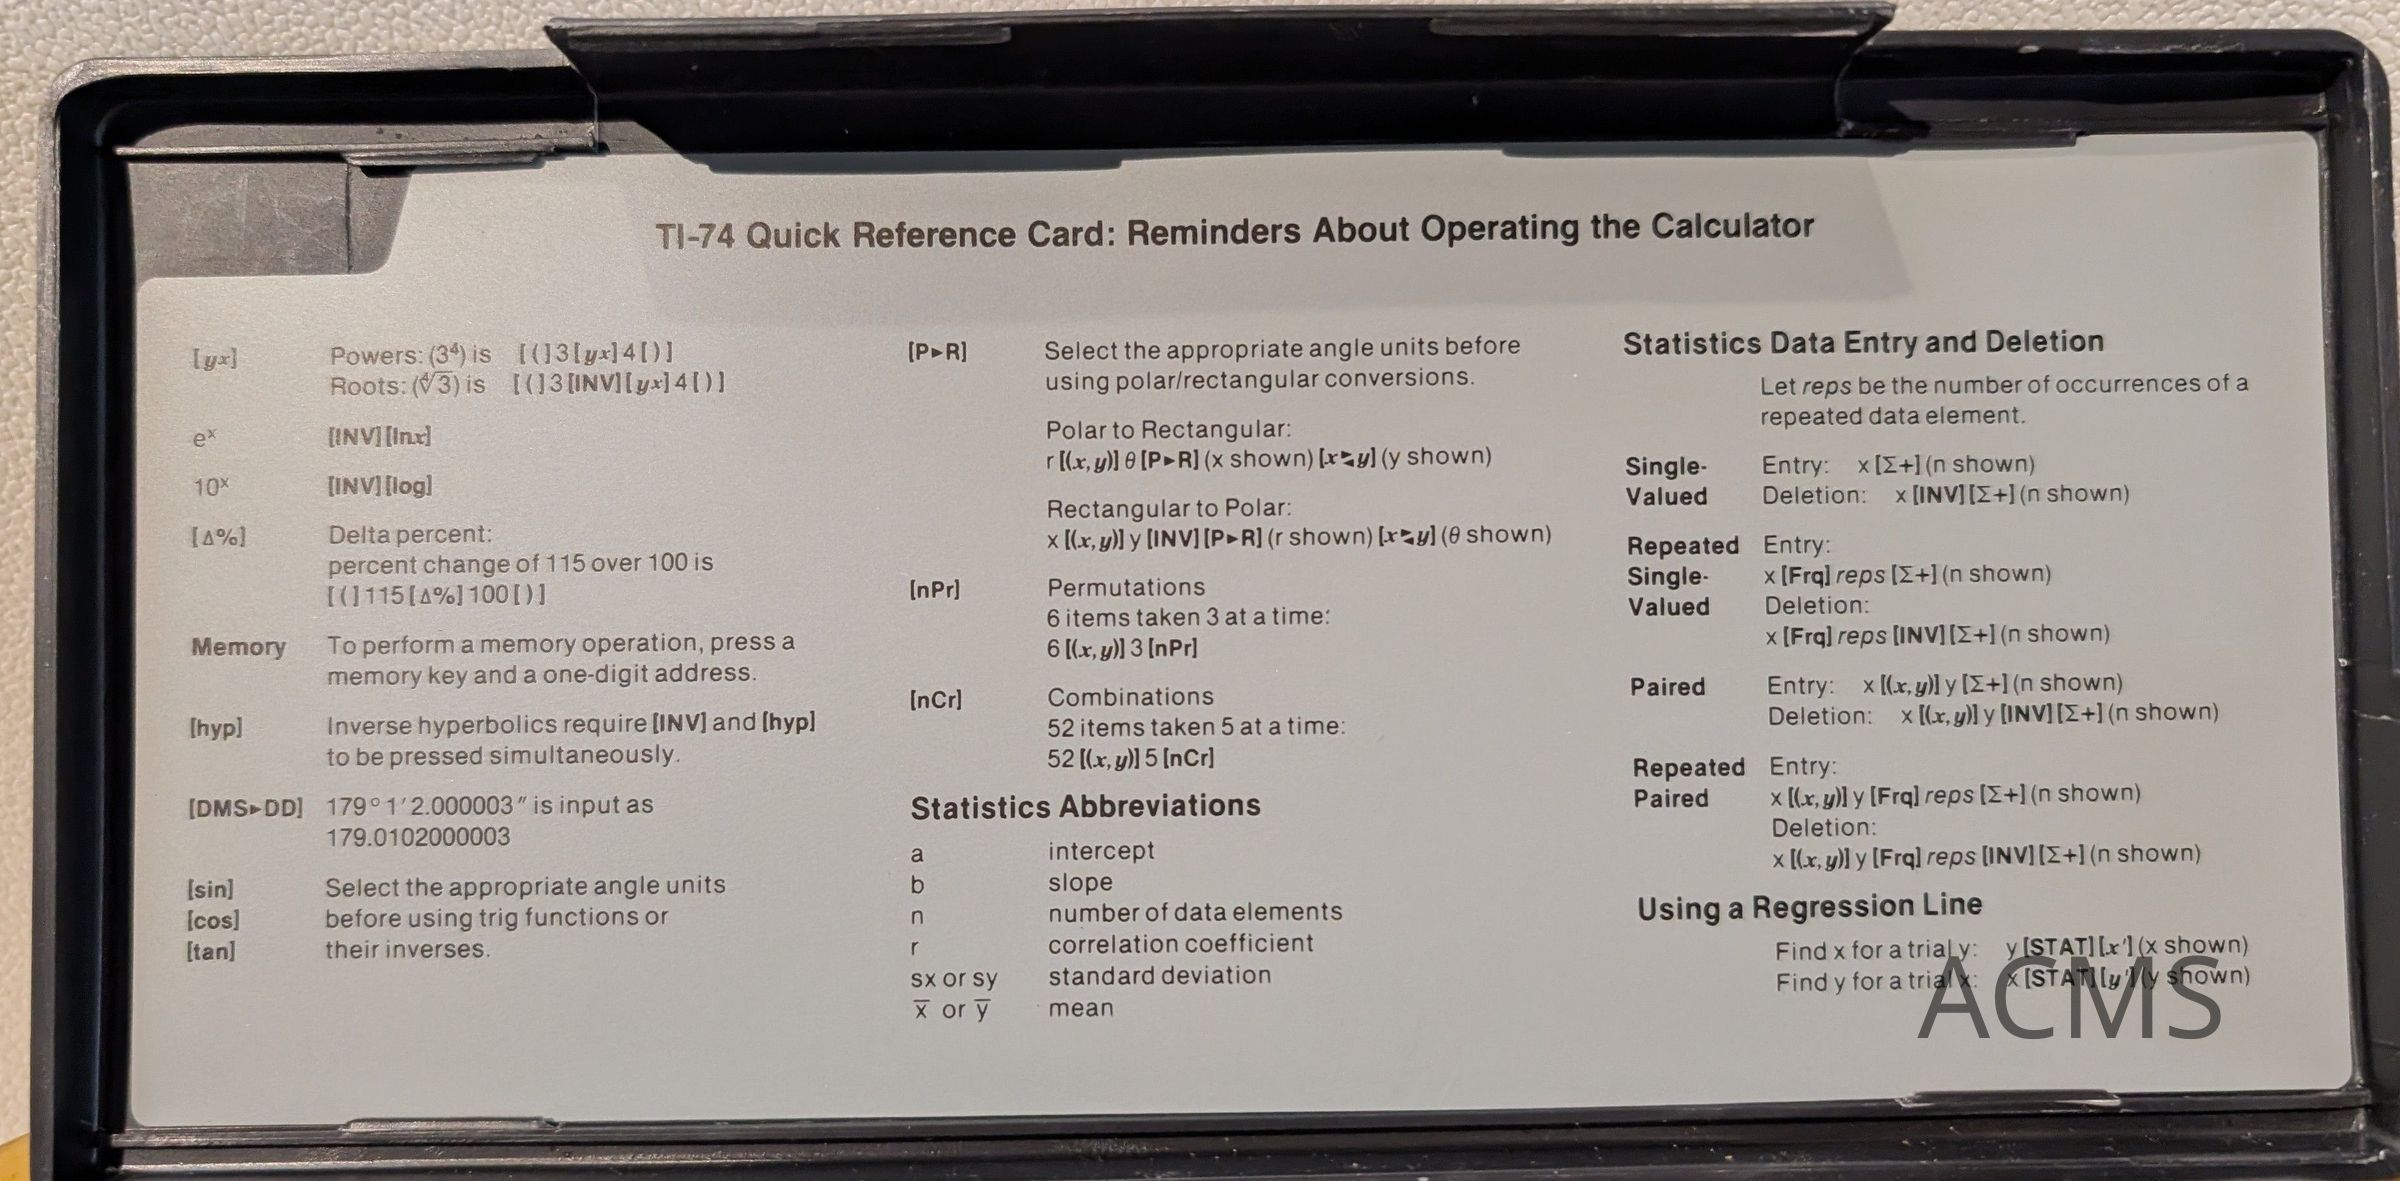 TI-74 Quick Reference Card: Reminders About Operating the Calculator
[yx] Powers: (3⁴) is [(]3[yx]4[)]
Roots: (∜3) is [(]3[INV][yx]4[)]
eˣ [INV][lnx]
10ˣ [INV][log]
[Δ%] Delta percent:
percent change of 115 over 100 is
[(]115[Δ%]100[)]
Memory To perform a memory operation, press a
memory key and a one-digit address.
[hyp] Inverse hyperbolics require [INV] and [hyp]
to be pressed simultaneously.
[DMS▸DD] 179° 1′ 2.000003″ is input as
179.0102000003
[sin] Select the appropriate angle units
[cos] before using trig functions or
[tan] their inverses.
[P▸R] Select the appropriate angle units before
using polar/rectangular conversions.
Polar to Rectangular:
r [(x,y)] θ [P▸R] (x shown) [x⇆y] (y shown)
Rectangular to Polar:
x [(x,y)] y [INV][P▸R] (r shown) [x⇆y] (θ shown)
[nPr] Permutations
6 items taken 3 at a time:
6 [(x,y)] 3 [nPr]
[nCr] Combinations
52 items taken 5 at a time:
52 [(x,y)] 5 [nCr]
Statistics Abbreviations
a intercept
b slope
n number of data elements
r correlation coefficient
sx or sy standard deviation
x̅ or y̅ mean
Statistics Data Entry and Deletion
Let reps be the number of occurrences of a
repeated data element.
Single- Entry: x [Σ+] (n shown)
Valued Deletion: x [INV][Σ+] (n shown)
Repeated Entry:
Single- x [Frq] reps [Σ+] (n shown)
Valued Deletion:
x [Frq] reps [INV][Σ+] (n shown)
Paired Entry: x [(x,y)] y [Σ+] (n shown)
Deletion: x [(x,y)] y [INV][Σ+] (n shown)
Repeated Entry:
Paired x [(x,y)] y [Frq] reps [Σ+] (n shown)
Deletion:
x [(x,y)] y [Frq] reps [INV][Σ+] (n shown)
Using a Regression Line
Find x for a trial y: y [STAT][x′] (x shown)
Find y for a trial x: x [STAT][y′] (y shown)
ACMS